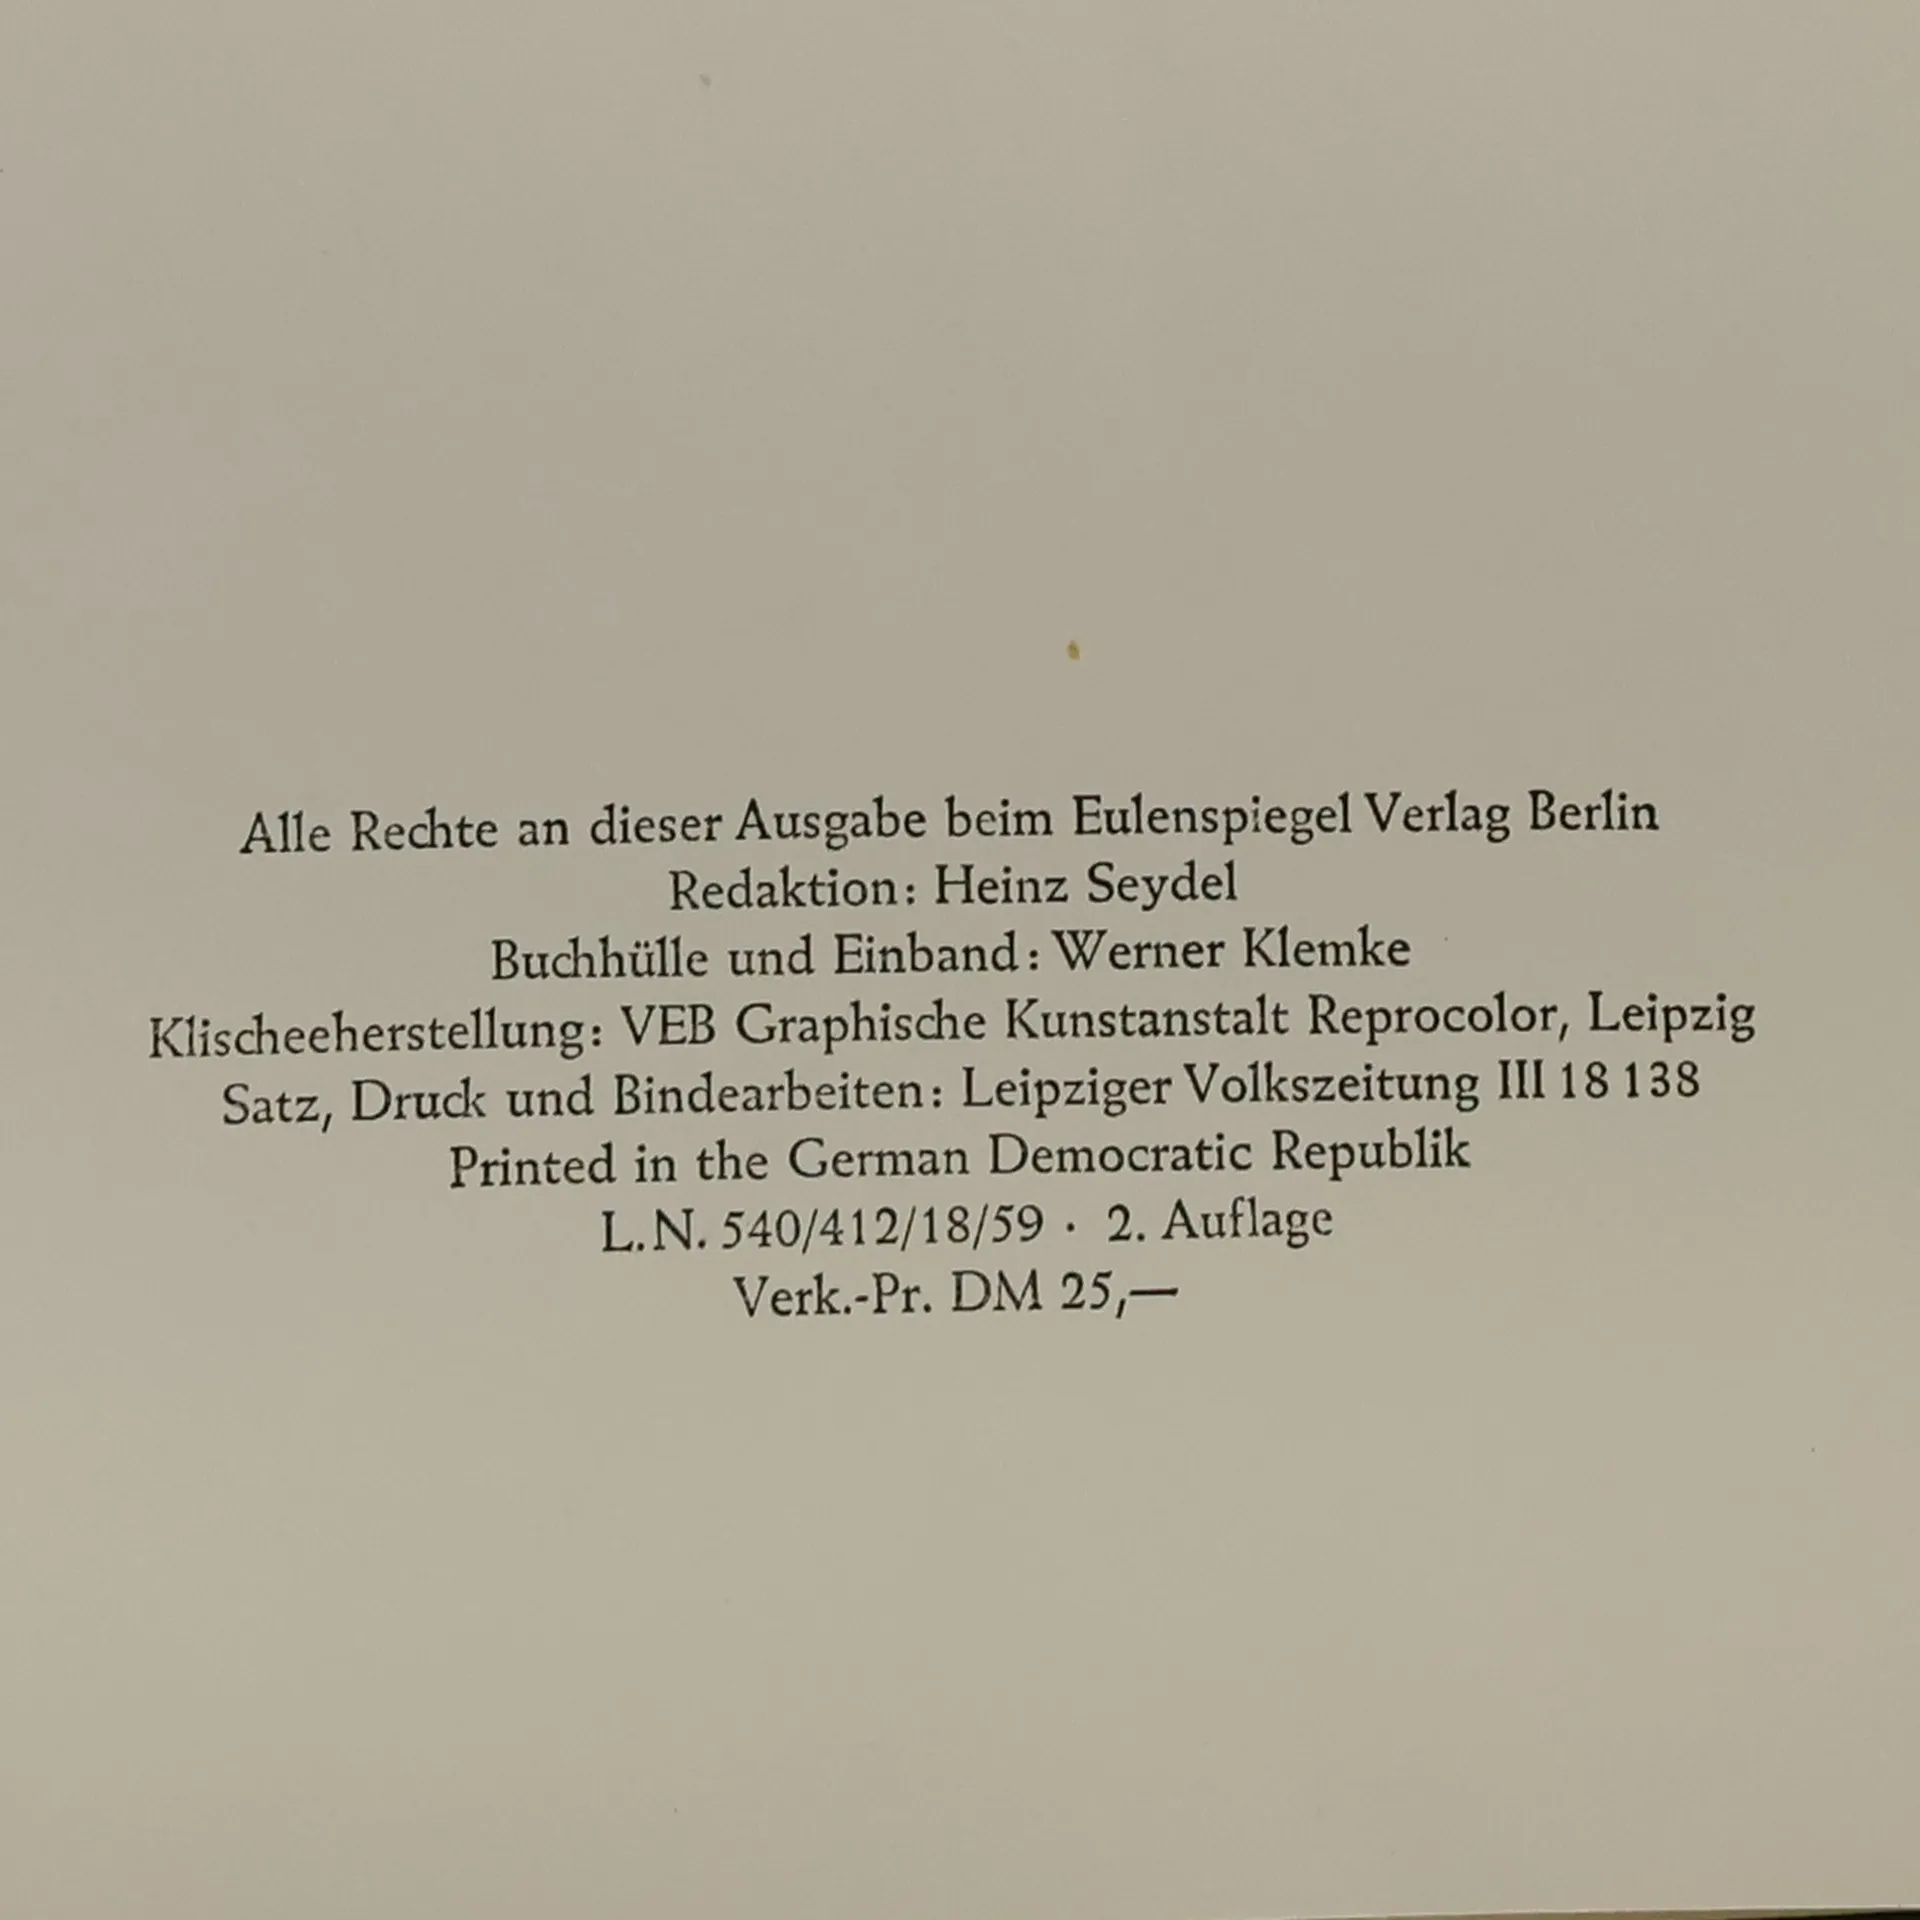 Alle Rechte an dieser Ausgabe beim Eulenspiegel Verlag Berlin
Redaktion: Heinz Seydel
Buchhülle und Einband: Werner Klemke
Klischeeherstellung: VEB Graphische Kunstanstalt Reprocolor, Leipzig
Satz, Druck und Bindearbeiten: Leipziger Volkszeitung III 18 138
Printed in the German Democratic Republik
L.N. 540/412/18/59 · 2. Auflage
Verk.-Pr. DM 25,—